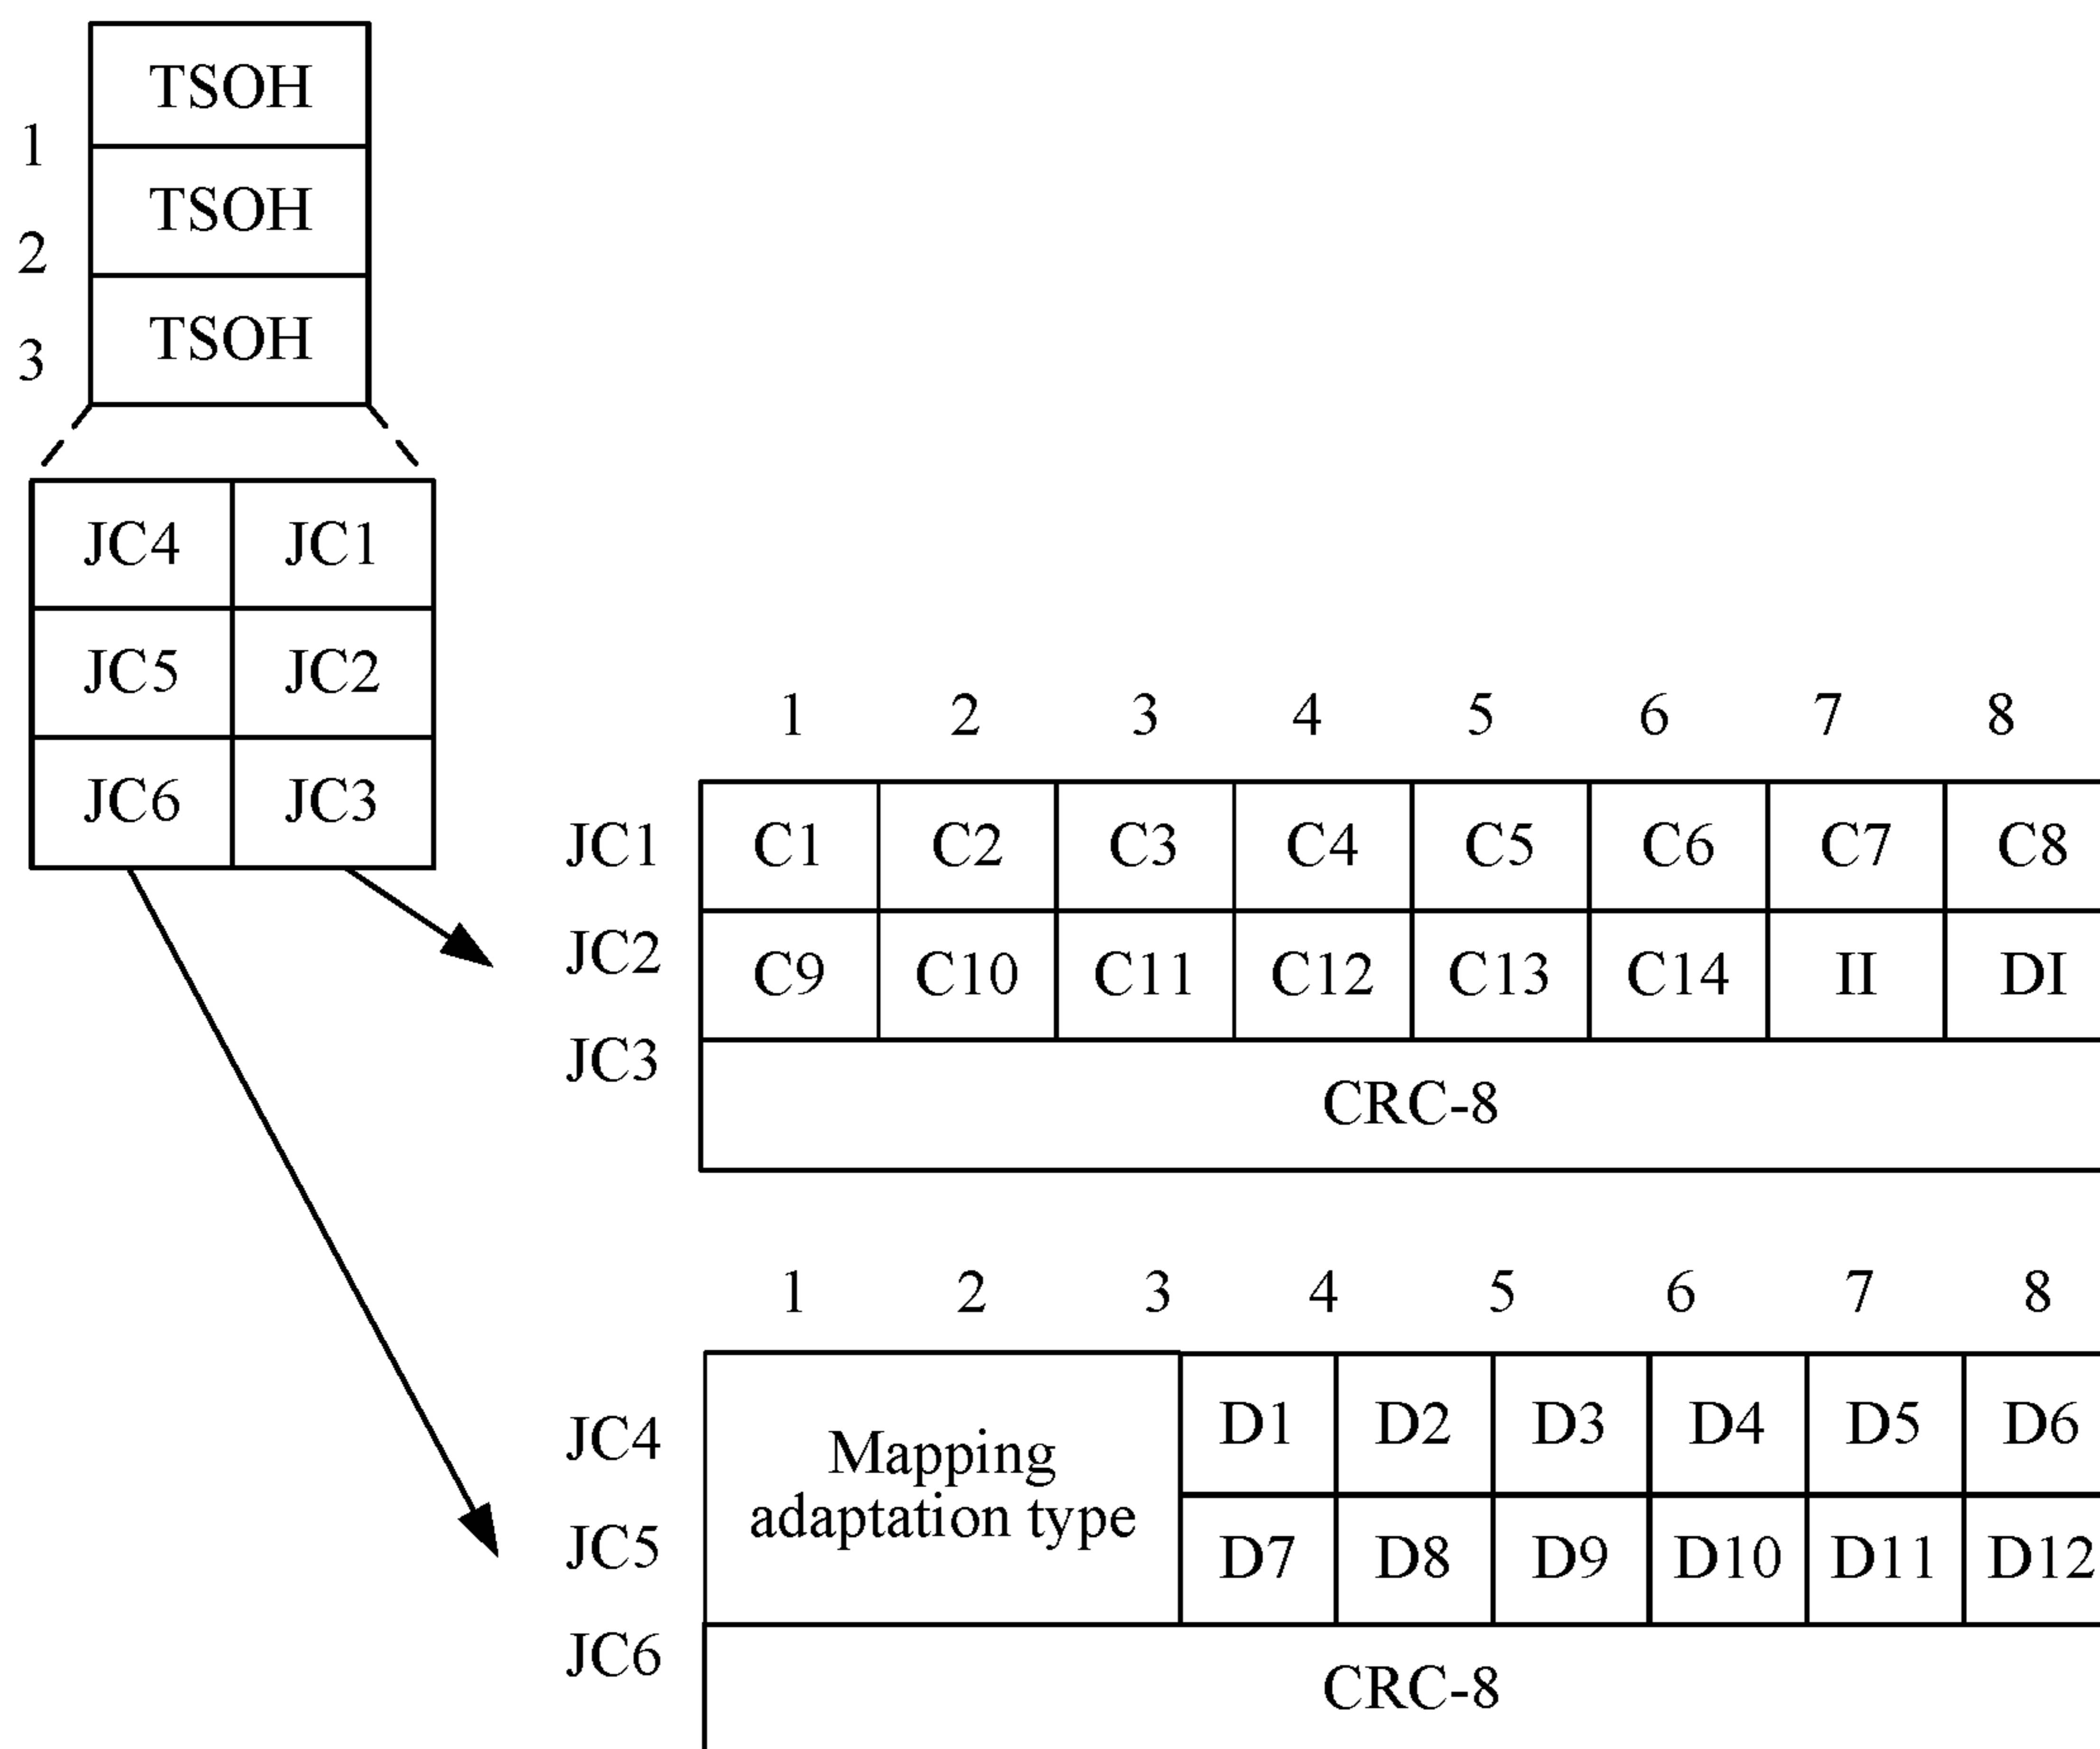 TSOH
1
TSOH
2
TSOH
3
JC4 JC1
JC5 JC2
JC6 JC3
1 2 3 4 5 6 7 8
JC1 C1 C2 C3 C4 C5 C6 C7 C8
JC2 C9 C10 C11 C12 C13 C14 II DI
JC3 CRC-8
1 2 3 4 5 6 7 8
JC4 D1 D2 D3 D4 D5 D6
Mapping
adaptation type
JC5 D7 D8 D9 D10 D11 D12
JC6 CRC-8